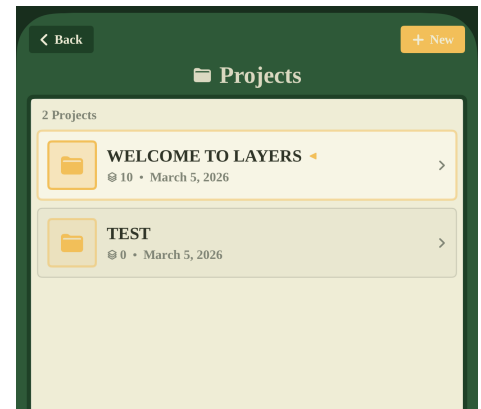 Back
New
Projects
2 Projects
WELCOME TO LAYERS
10 • March 5, 2026
TEST
0 • March 5, 2026